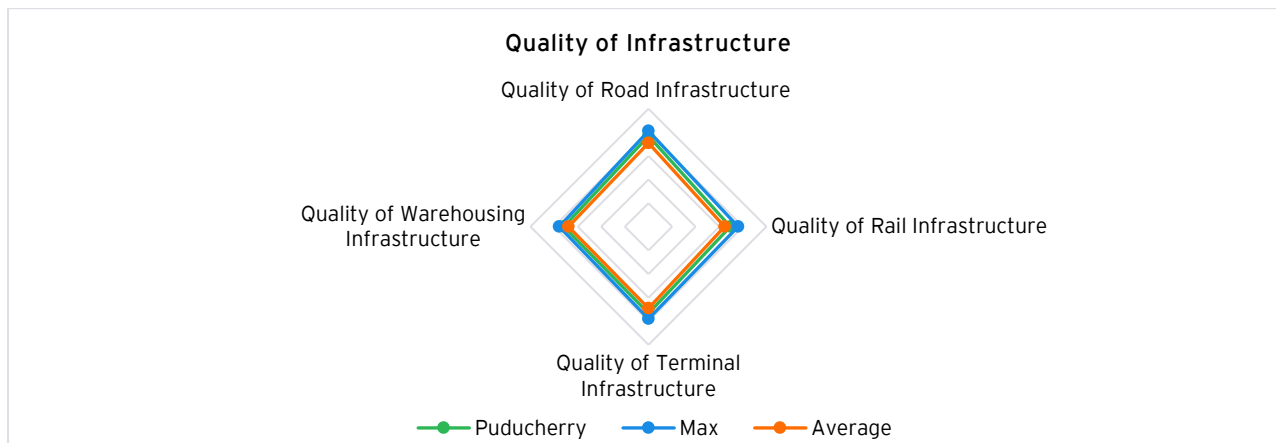 Quality of Infrastructure
Quality of Road Infrastructure
Quality of Warehousing
Infrastructure
Quality of Rail Infrastructure
Quality of Terminal
Infrastructure
Puducherry
Max
Average